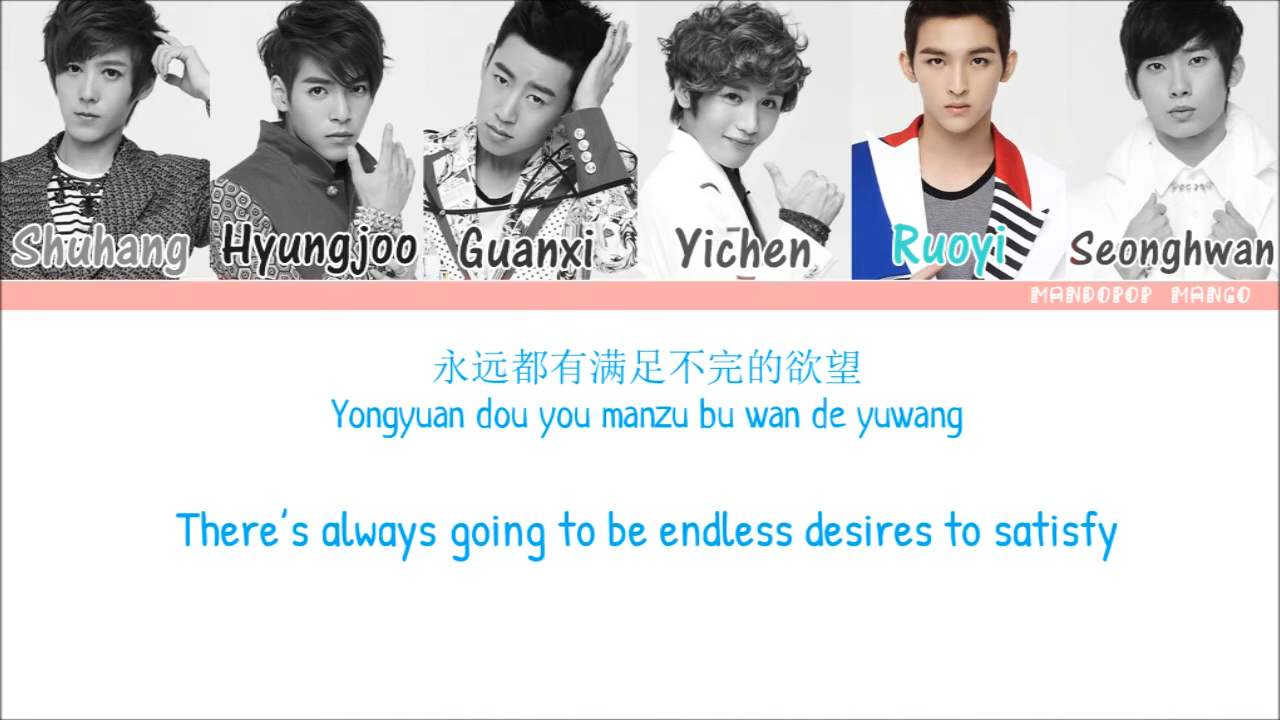 Shuhang Hyungjoo Guanxi Yichen Ruoyi Seonghwan
MANDOPOP MANGO
永远都有满足不完的欲望
Yongyuan dou you manzu bu wan de yuwang
There's always going to be endless desires to satisfy